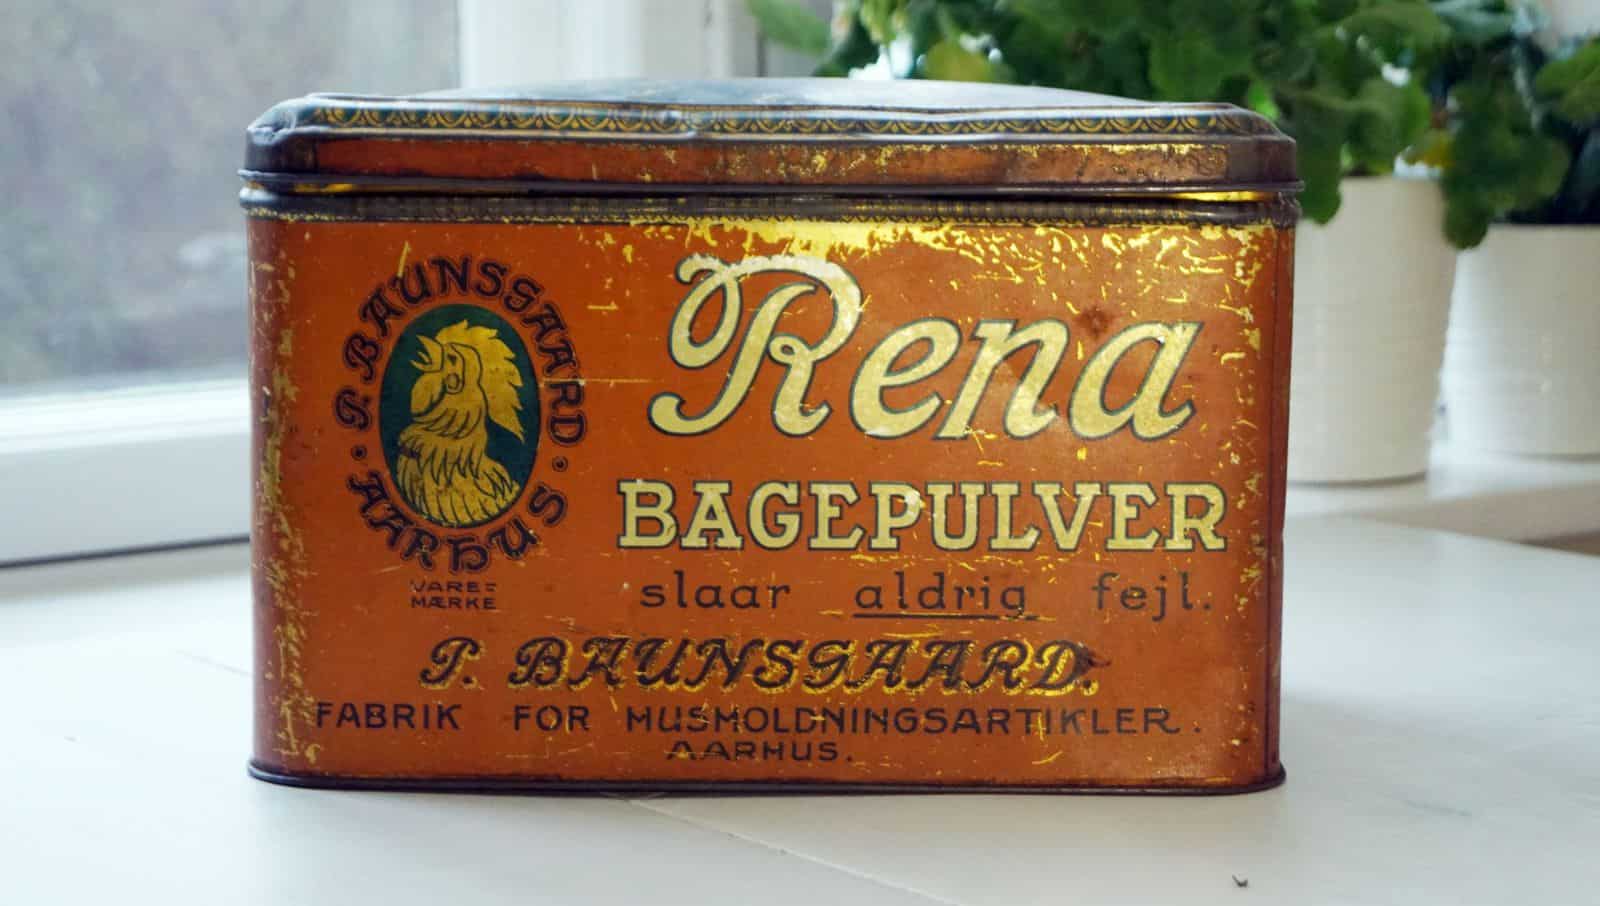 P. BAUNSGAARD
· AARHUS ·
VARE=
MÆRKE
Rena
BAGEPULVER
slaar aldrig fejl.
P. BAUNSGAARD.
FABRIK FOR HUSHOLDNINGSARTIKLER.
AARHUS.